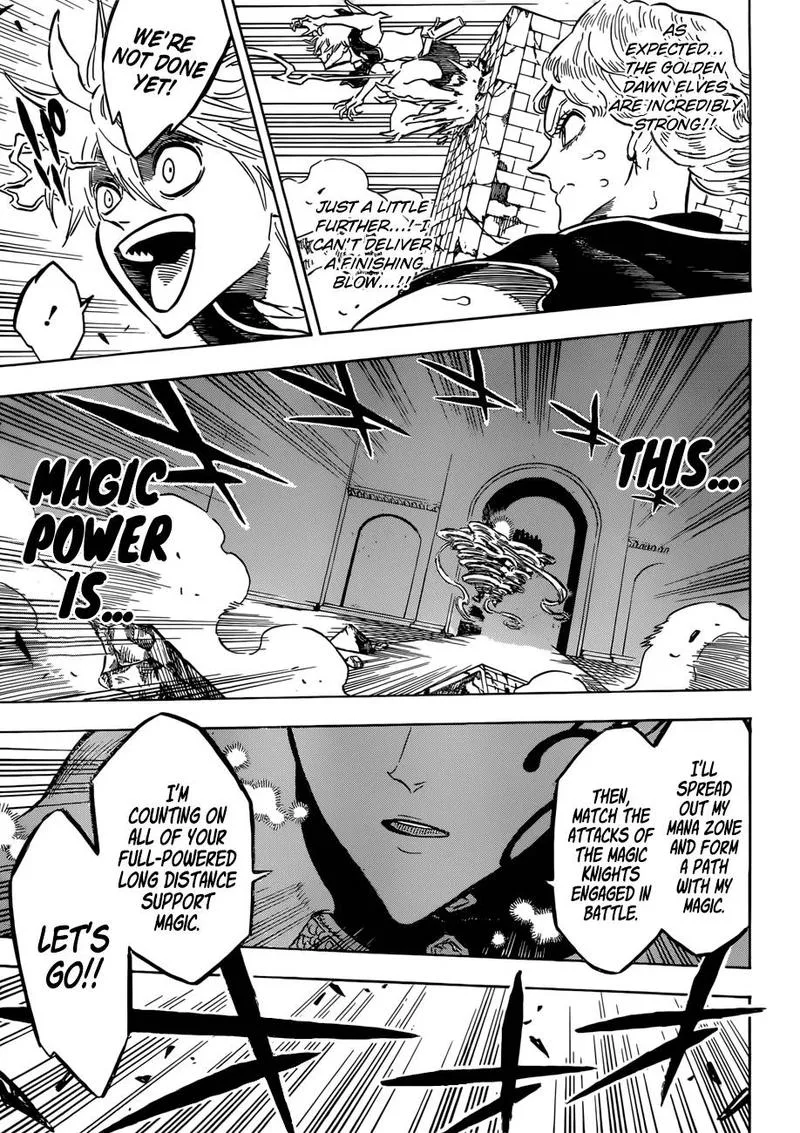 AS
EXPECTED...
THE GOLDEN
DAWN ELVES
ARE INCREDIBLY
STRONG!!
JUST A LITTLE
FURTHER...! I
CAN'T DELIVER
A FINISHING
BLOW...!!
WE'RE
NOT DONE
YET!
!
THIS...
MAGIC
POWER
IS...
I'LL
SPREAD
OUT MY
MANA ZONE
AND FORM
A PATH
WITH MY
MAGIC.
THEN,
MATCH THE
ATTACKS OF
THE MAGIC
KNIGHTS
ENGAGED IN
BATTLE.
I'M
COUNTING ON
ALL OF YOUR
FULL-POWERED
LONG DISTANCE
SUPPORT
MAGIC.
LET'S
GO!!